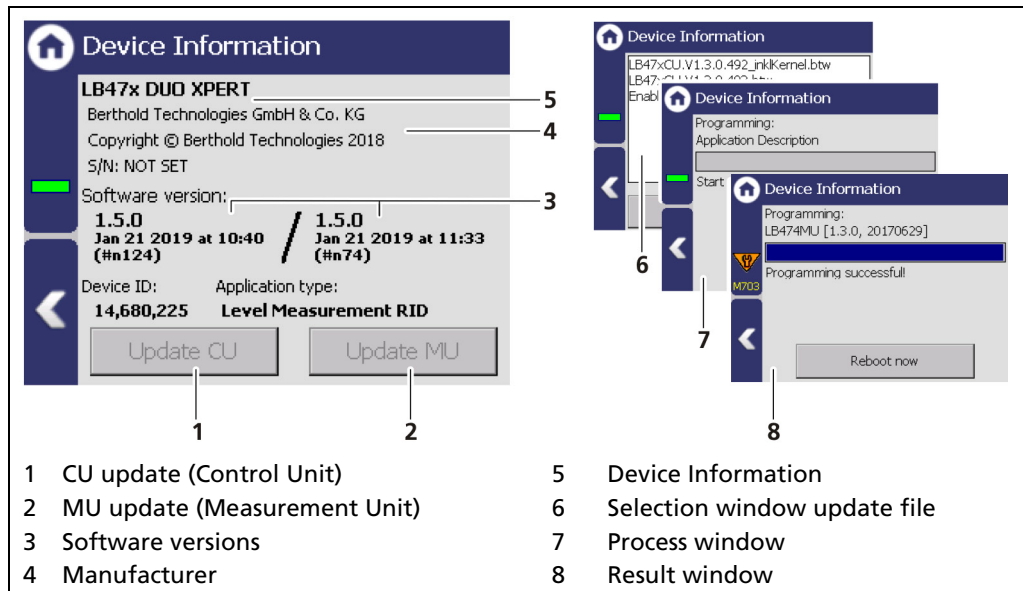 Device Information
LB47x DUO XPERT
Berthold Technologies GmbH & Co. KG
Copyright © Berthold Technologies 2018
S/N: NOT SET
Software version:
1.5.0 / 1.5.0
Jan 21 2019 at 10:40 Jan 21 2019 at 11:33
(#n124) (#n74)
Device ID: Application type:
14,680,225 Level Measurement RID
Update CU Update MU
5
4
3
1 2
Device Information
LB47xCU.V1.3.0.492_inklKernel.btw
Enabl
6
Device Information
Programming:
Application Description
Start
7
Device Information
Programming:
LB474MU [1.3.0, 20170629]
Programming successful!
M703
Reboot now
8
1 CU update (Control Unit)
2 MU update (Measurement Unit)
3 Software versions
4 Manufacturer
5 Device Information
6 Selection window update file
7 Process window
8 Result window